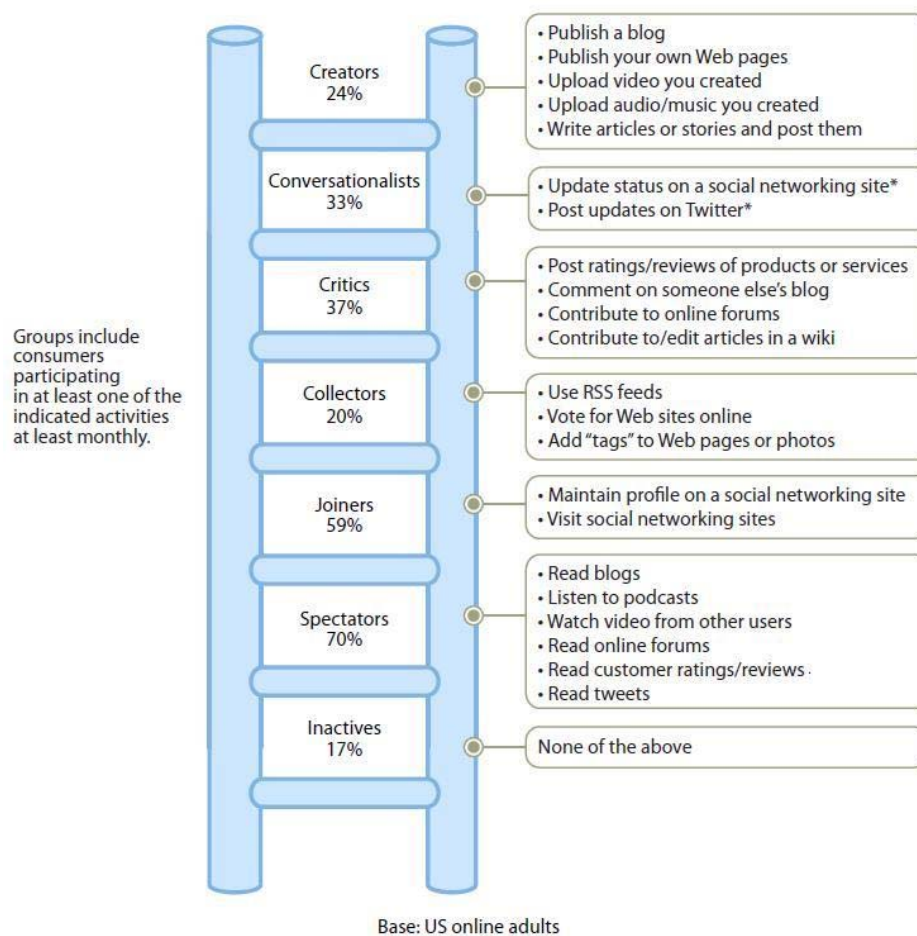 Creators
24%
• Publish a blog
• Publish your own Web pages
• Upload video you created
• Upload audio/music you created
• Write articles or stories and post them
Conversationalists
33%
• Update status on a social networking site*
• Post updates on Twitter*
Critics
37%
• Post ratings/reviews of products or services
• Comment on someone else’s blog
• Contribute to online forums
• Contribute to/edit articles in a wiki
Groups include
consumers
participating
in at least one of the
indicated activities
at least monthly.
Collectors
20%
• Use RSS feeds
• Vote for Web sites online
• Add “tags” to Web pages or photos
Joiners
59%
• Maintain profile on a social networking site
• Visit social networking sites
Spectators
70%
• Read blogs
• Listen to podcasts
• Watch video from other users
• Read online forums
• Read customer ratings/reviews .
• Read tweets
Inactives
17%
None of the above
Base: US online adults